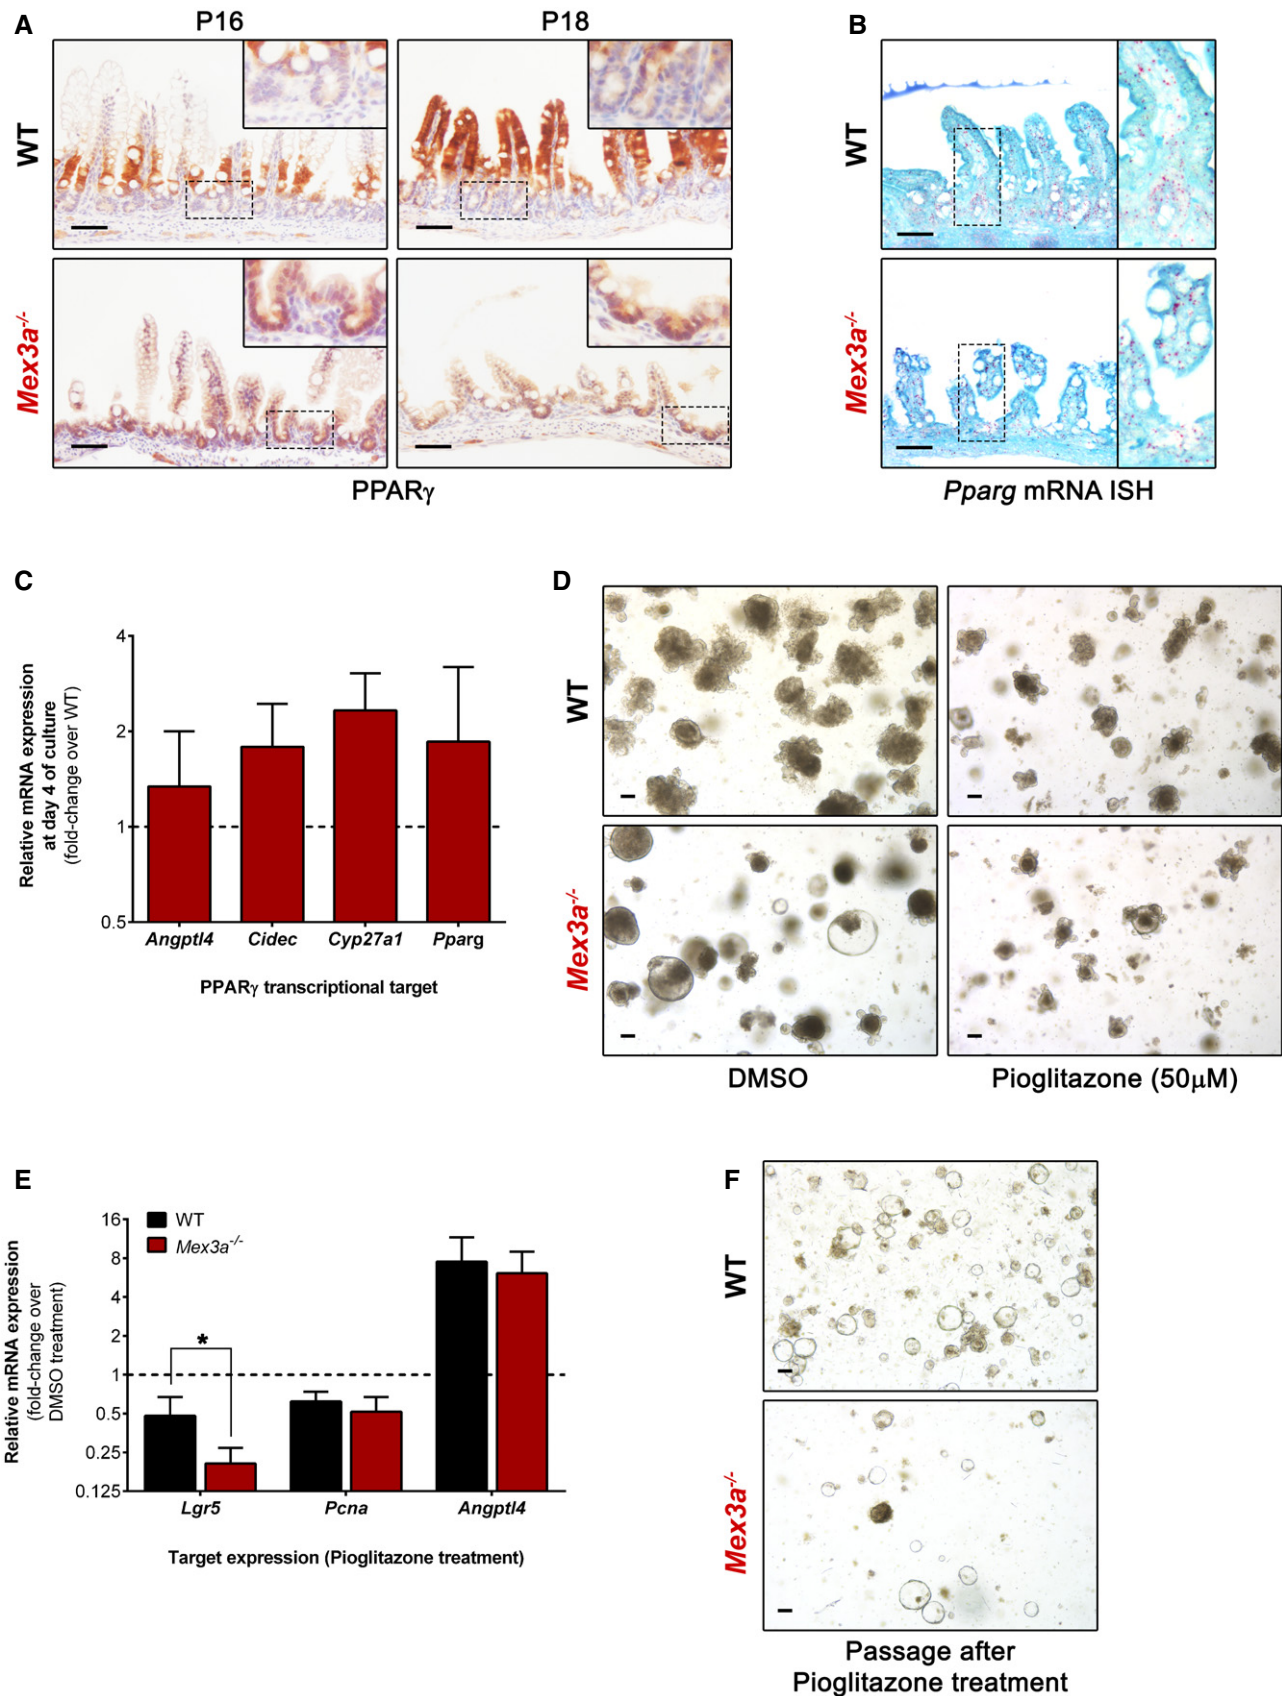 A
P16
P18
B
WT
Mex3a-/-
PPARγ
Pparg mRNA ISH
C
Relative mRNA expression
at day 4 of culture
(fold-change over WT)
4
2
1
0.5
Angptl4
Cidec
Cyp27a1
Pparg
PPARγ transcriptional target
D
WT
Mex3a-/-
DMSO
Pioglitazone (50μM)
E
Relative mRNA expression
(fold-change over
DMSO treatment)
WT
Mex3a-/-
16
8
4
2
1
0.5
0.25
0.125
*
Lgr5
Pcna
Angptl4
Target expression (Pioglitazone treatment)
F
WT
Mex3a-/-
Passage after
Pioglitazone treatment